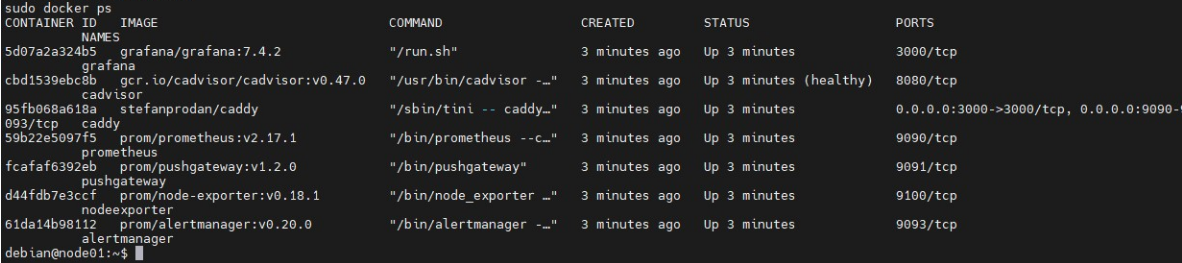 sudo docker ps
CONTAINER ID   IMAGE                              COMMAND                  CREATED         STATUS                   PORTS
          NAMES
5d07a2a324b5   grafana/grafana:7.4.2              "/run.sh"                3 minutes ago   Up 3 minutes             3000/tcp
          grafana
cbd1539ebc8b   gcr.io/cadvisor/cadvisor:v0.47.0   "/usr/bin/cadvisor -…"   3 minutes ago   Up 3 minutes (healthy)   8080/tcp
          cadvisor
95fb068a618a   stefanprodan/caddy                 "/sbin/tini -- caddy…"   3 minutes ago   Up 3 minutes             0.0.0.0:3000->3000/tcp, 0.0.0.0:9090-
093/tcp   caddy
59b22e5097f5   prom/prometheus:v2.17.1            "/bin/prometheus --c…"   3 minutes ago   Up 3 minutes             9090/tcp
          prometheus
fcafaf6392eb   prom/pushgateway:v1.2.0            "/bin/pushgateway"       3 minutes ago   Up 3 minutes             9091/tcp
          pushgateway
d44fdb7e3ccf   prom/node-exporter:v0.18.1         "/bin/node_exporter …"   3 minutes ago   Up 3 minutes             9100/tcp
          nodeexporter
61da14b98112   prom/alertmanager:v0.20.0          "/bin/alertmanager -…"   3 minutes ago   Up 3 minutes             9093/tcp
          alertmanager
debian@node01:~$